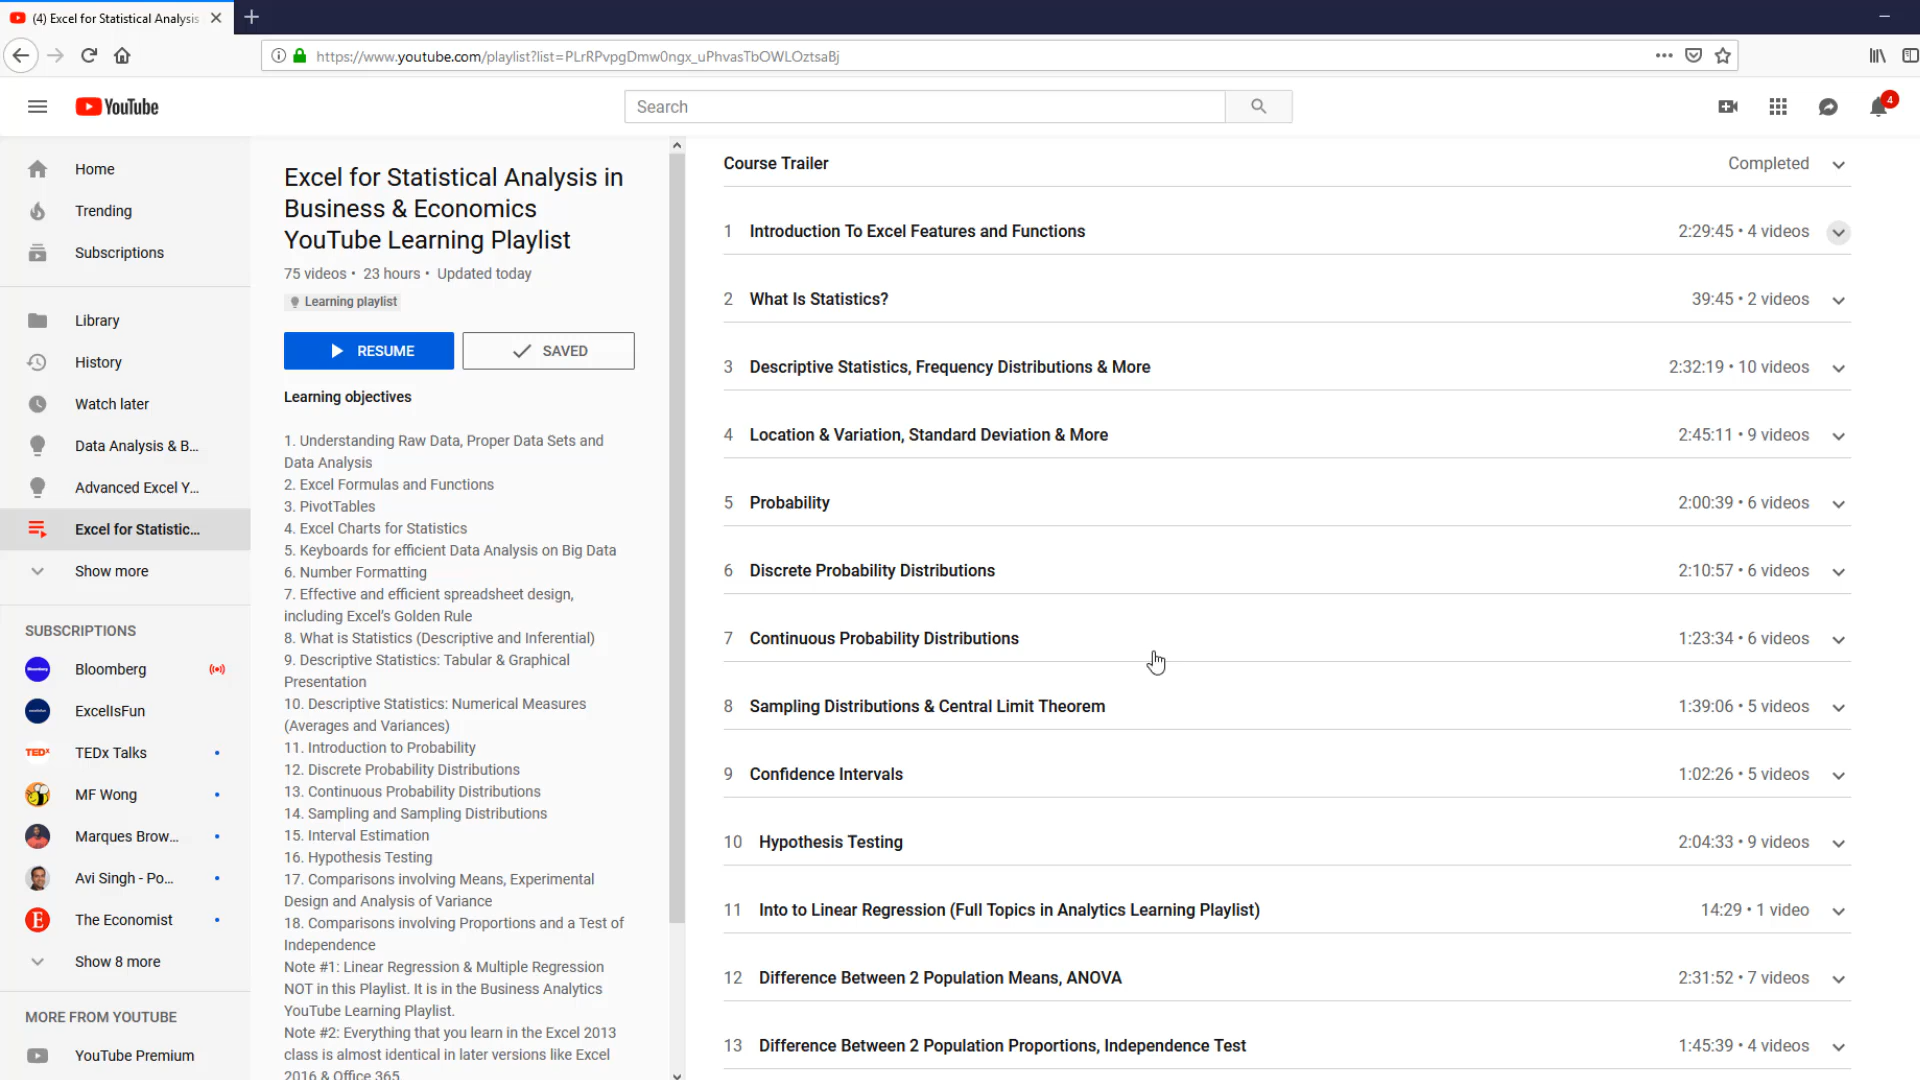 (4) Excel for Statistical Analysis
https://www.youtube.com/playlist?list=PLrRPvpgDmw0ngx_uPhvasTbOWLOztsaBj
YouTube
Search
4
Home
Trending
Subscriptions
Library
History
Watch later
Data Analysis & B...
Advanced Excel Y...
Excel for Statistic...
Show more
SUBSCRIPTIONS
Bloomberg
ExcelIsFun
TEDx Talks
MF Wong
Marques Brow...
Avi Singh - Po...
The Economist
Show 8 more
MORE FROM YOUTUBE
YouTube Premium
Excel for Statistical Analysis in
Business & Economics
YouTube Learning Playlist
75 videos • 23 hours • Updated today
Learning playlist
RESUME
SAVED
Learning objectives
1. Understanding Raw Data, Proper Data Sets and
Data Analysis
2. Excel Formulas and Functions
3. PivotTables
4. Excel Charts for Statistics
5. Keyboards for efficient Data Analysis on Big Data
6. Number Formatting
7. Effective and efficient spreadsheet design,
including Excel's Golden Rule
8. What is Statistics (Descriptive and Inferential)
9. Descriptive Statistics: Tabular & Graphical
Presentation
10. Descriptive Statistics: Numerical Measures
(Averages and Variances)
11. Introduction to Probability
12. Discrete Probability Distributions
13. Continuous Probability Distributions
14. Sampling and Sampling Distributions
15. Interval Estimation
16. Hypothesis Testing
17. Comparisons involving Means, Experimental
Design and Analysis of Variance
18. Comparisons involving Proportions and a Test of
Independence
Note #1: Linear Regression & Multiple Regression
NOT in this Playlist. It is in the Business Analytics
YouTube Learning Playlist.
Note #2: Everything that you learn in the Excel 2013
class is almost identical in later versions like Excel
2016 & Office 365
Course Trailer Completed
1 Introduction To Excel Features and Functions 2:29:45 • 4 videos
2 What Is Statistics? 39:45 • 2 videos
3 Descriptive Statistics, Frequency Distributions & More 2:32:19 • 10 videos
4 Location & Variation, Standard Deviation & More 2:45:11 • 9 videos
5 Probability 2:00:39 • 6 videos
6 Discrete Probability Distributions 2:10:57 • 6 videos
7 Continuous Probability Distributions 1:23:34 • 6 videos
8 Sampling Distributions & Central Limit Theorem 1:39:06 • 5 videos
9 Confidence Intervals 1:02:26 • 5 videos
10 Hypothesis Testing 2:04:33 • 9 videos
11 Into to Linear Regression (Full Topics in Analytics Learning Playlist) 14:29 • 1 video
12 Difference Between 2 Population Means, ANOVA 2:31:52 • 7 videos
13 Difference Between 2 Population Proportions, Independence Test 1:45:39 • 4 videos